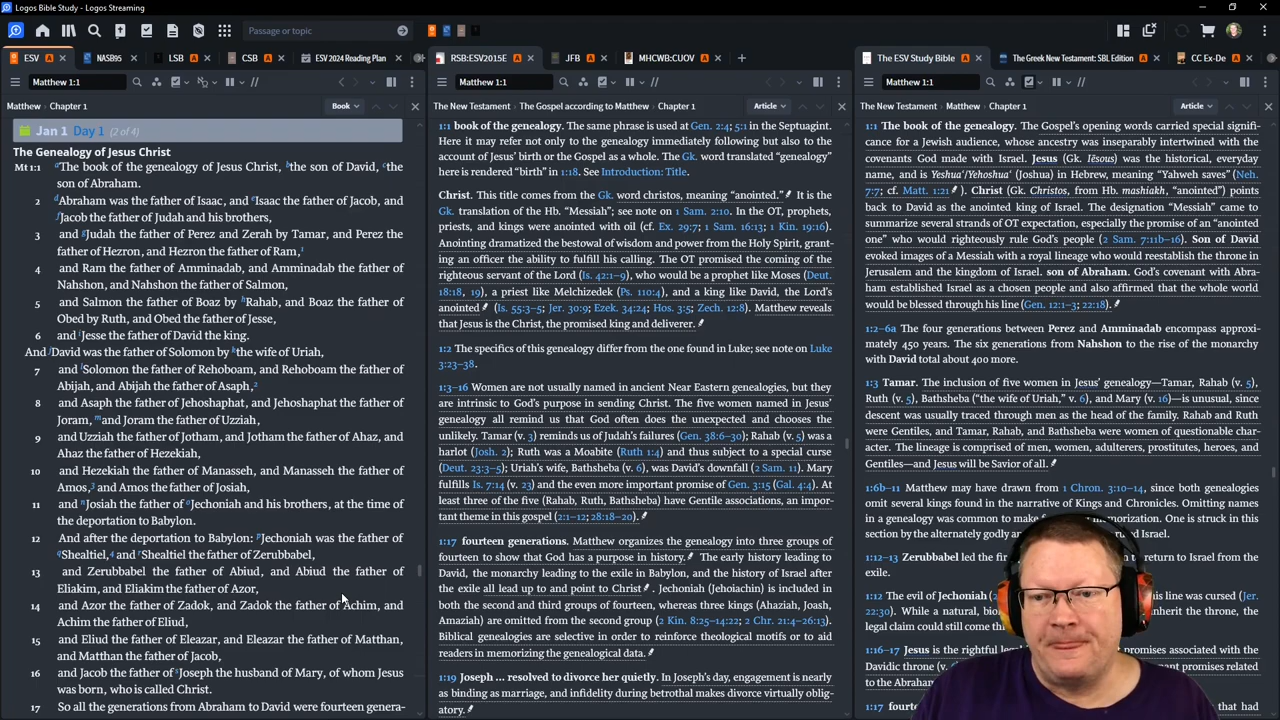 Logos Bible Study - Logos Streaming
Passage or topic
ESV A
NASB95 A
LSB A
CSB A
ESV 2024 Reading Plan
RSB:ESV2015E
JFB A
MHCWB:CUOV A
The ESV Study Bible
The Greek New Testament: SBL Edition
CC Ex-De
Matthew 1:1
Matthew 1:1
Matthew 1:1
Matthew › Chapter 1
Book
The New Testament › The Gospel according to Matthew › Chapter 1
Article
The New Testament › Matthew › Chapter 1
Article
Jan 1 Day 1 (2 of 4)
The Genealogy of Jesus Christ
Mt 1:1 The book of the genealogy of Jesus Christ, the son of David, the
son of Abraham.
2 Abraham was the father of Isaac, and Isaac the father of Jacob, and
Jacob the father of Judah and his brothers,
3 and Judah the father of Perez and Zerah by Tamar, and Perez the
father of Hezron, and Hezron the father of Ram,
4 and Ram the father of Amminadab, and Amminadab the father of
Nahshon, and Nahshon the father of Salmon,
5 and Salmon the father of Boaz by Rahab, and Boaz the father of
Obed by Ruth, and Obed the father of Jesse,
6 and Jesse the father of David the king.
And David was the father of Solomon by the wife of Uriah,
7 and Solomon the father of Rehoboam, and Rehoboam the father of
Abijah, and Abijah the father of Asaph,
8 and Asaph the father of Jehoshaphat, and Jehoshaphat the father of
Joram, and Joram the father of Uzziah,
9 and Uzziah the father of Jotham, and Jotham the father of Ahaz, and
Ahaz the father of Hezekiah,
10 and Hezekiah the father of Manasseh, and Manasseh the father of
Amos, and Amos the father of Josiah,
11 and Josiah the father of Jechoniah and his brothers, at the time of
the deportation to Babylon.
12 And after the deportation to Babylon: Jechoniah was the father of
Shealtiel, and Shealtiel the father of Zerubbabel,
13 and Zerubbabel the father of Abiud, and Abiud the father of
Eliakim, and Eliakim the father of Azor,
14 and Azor the father of Zadok, and Zadok the father of Achim, and
Achim the father of Eliud,
15 and Eliud the father of Eleazar, and Eleazar the father of Matthan,
and Matthan the father of Jacob,
16 and Jacob the father of Joseph the husband of Mary, of whom Jesus
was born, who is called Christ.
17 So all the generations from Abraham to David were fourteen genera-
1:1 book of the genealogy. The same phrase is used at Gen. 2:4; 5:1 in the Septuagint.
Here it may refer not only to the genealogy immediately following but also to the
account of Jesus' birth or the Gospel as a whole. The Gk. word translated “genealogy”
here is rendered “birth” in 1:18. See Introduction: Title.
Christ. This title comes from the Gk. word christos, meaning “anointed.” It is the
Gk. translation of the Hb. “Messiah”; see note on 1 Sam. 2:10. In the OT, prophets,
priests, and kings were anointed with oil (cf. Ex. 29:7; 1 Sam. 16:13; 1 Kin. 19:16).
Anointing dramatized the bestowal of wisdom and power from the Holy Spirit, grant-
ing an officer the ability to fulfill his calling. The OT promised the coming of the
righteous servant of the Lord (Is. 42:1–9), who would be a prophet like Moses (Deut.
18:18, 19), a priest like Melchizedek (Ps. 110:4), and a king like David, the Lord's
anointed (Is. 55:3–5; Jer. 30:9; Ezek. 34:24; Hos. 3:5; Zech. 12:8). Matthew reveals
that Jesus is the Christ, the promised king and deliverer.
1:2 The specifics of this genealogy differ from the one found in Luke; see note on Luke
3:23–38.
1:3–16 Women are not usually named in ancient Near Eastern genealogies, but they
are intrinsic to God's purpose in sending Christ. The five women named in Jesus'
genealogy all remind us that God often does the unexpected and chooses the
unlikely. Tamar (v. 3) reminds us of Judah's failures (Gen. 38:6–30); Rahab (v. 5) was a
harlot (Josh. 2); Ruth was a Moabite (Ruth 1:4) and thus subject to a special curse
(Deut. 23:3–5); Uriah's wife, Bathsheba (v. 6), was David's downfall (2 Sam. 11). Mary
fulfills Is. 7:14 (v. 23) and the even more important promise of Gen. 3:15 (Gal. 4:4). At
least three of the five (Rahab, Ruth, Bathsheba) have Gentile associations, an impor-
tant theme in this gospel (2:1–12; 28:18–20).
1:17 fourteen generations. Matthew organizes the genealogy into three groups of
fourteen to show that God has a purpose in history. The early history leading to
David, the monarchy leading to the exile in Babylon, and the history of Israel after
the exile all lead up to and point to Christ. Jechoniah (Jehoiachin) is included in
both the second and third groups of fourteen, whereas three kings (Ahaziah, Joash,
Amaziah) are omitted from the second group (2 Kin. 8:25–14:22; 2 Chr. 21:4–26:13).
Biblical genealogies are selective in order to reinforce theological motifs or to aid
readers in memorizing the genealogical data.
1:19 Joseph ... resolved to divorce her quietly. In Joseph's day, engagement is nearly
as binding as marriage, and infidelity during betrothal makes divorce virtually oblig-
atory.
1:1 The book of the genealogy. The Gospel's opening words carried special signifi-
cance for a Jewish audience, whose ancestry was inseparably intertwined with the
covenants God made with Israel. Jesus (Gk. Iēsous) was the historical, everyday
name, and is Yeshua‘/Yehoshua‘ (Joshua) in Hebrew, meaning “Yahweh saves” (Neh.
7:7; cf. Matt. 1:21). Christ (Gk. Christos, from Hb. mashiakh, “anointed”) points
back to David as the anointed king of Israel. The designation “Messiah” came to
summarize several strands of OT expectation, especially the promise of an “anointed
one” who would righteously rule God's people (2 Sam. 7:11b–16). Son of David
evoked images of a Messiah with a royal lineage who would reestablish the throne in
Jerusalem and the kingdom of Israel. son of Abraham. God's covenant with Abra-
ham established Israel as a chosen people and also affirmed that the whole world
would be blessed through his line (Gen. 12:1–3; 22:18).
1:2–6a The four generations between Perez and Amminadab encompass approxi-
mately 450 years. The six generations from Nahshon to the rise of the monarchy
with David total about 400 more.
1:3 Tamar. The inclusion of five women in Jesus' genealogy—Tamar, Rahab (v. 5),
Ruth (v. 5), Bathsheba (“the wife of Uriah,” v. 6), and Mary (v. 16)—is unusual, since
descent was usually traced through men as the head of the family. Rahab and Ruth
were Gentiles, and Tamar, Rahab, and Bathsheba were women of questionable char-
acter. The lineage is comprised of men, women, adulterers, prostitutes, heroes, and
Gentiles—and Jesus will be Savior of all.
1:6b–11 Matthew may have drawn from 1 Chron. 3:10–14, since both genealogies
omit several kings found in the narrative of Kings and Chronicles. Omitting names
in a genealogy was common to make memorization. One is struck in this
section by the alternately godly an
1:12–13 Zerubbabel led the fir return to Israel from the
exile.
1:12 The evil of Jechoniah his line was cursed (Jer.
22:30). While a natural, bio inherit the throne, the
legal claim could still come thr
1:16–17 Jesus is the rightful leg promises associated with the
Davidic throne (v. ant promises related
to the Abraham
1:17 fourte that had